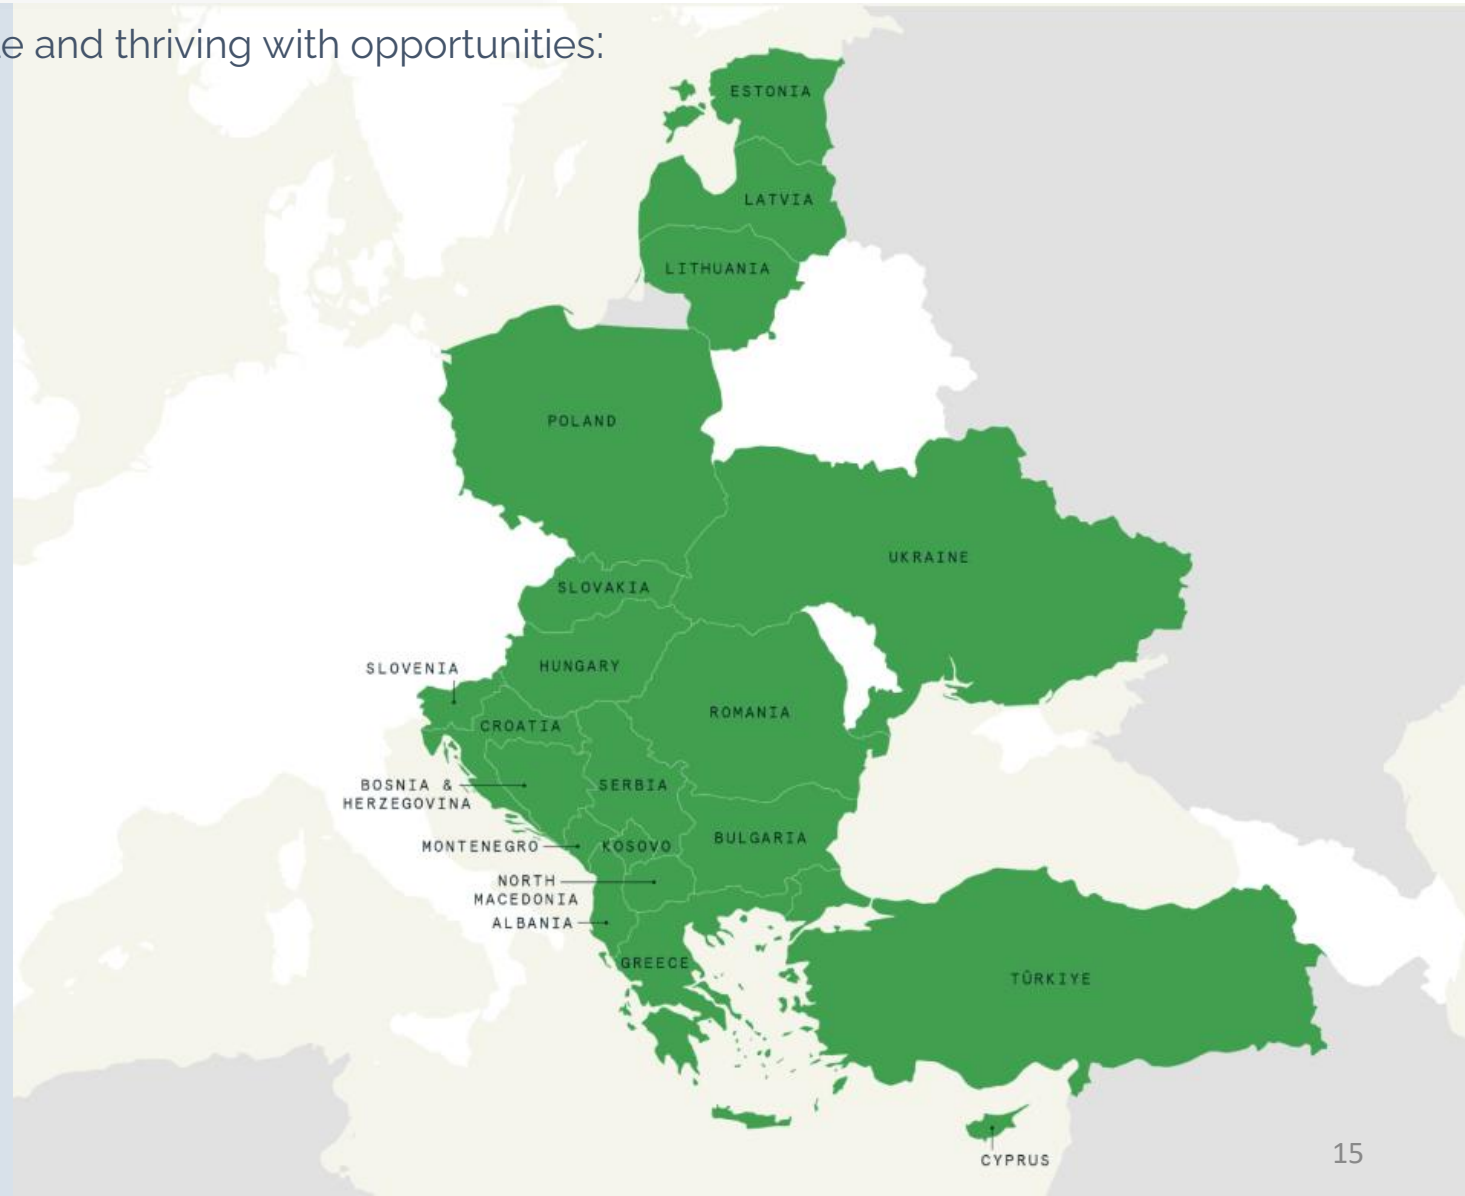 and thriving with opportunities:
ESTONIA
LATVIA
LITHUANIA
POLAND
UKRAINE
SLOVAKIA
SLOVENIA
HUNGARY
ROMANIA
CROATIA
BOSNIA &
HERZEGOVINA
SERBIA
BULGARIA
MONTENEGRO
KOSOVO
NORTH
MACEDONIA
ALBANIA
GREECE
TÜRKIYE
CYPRUS
15